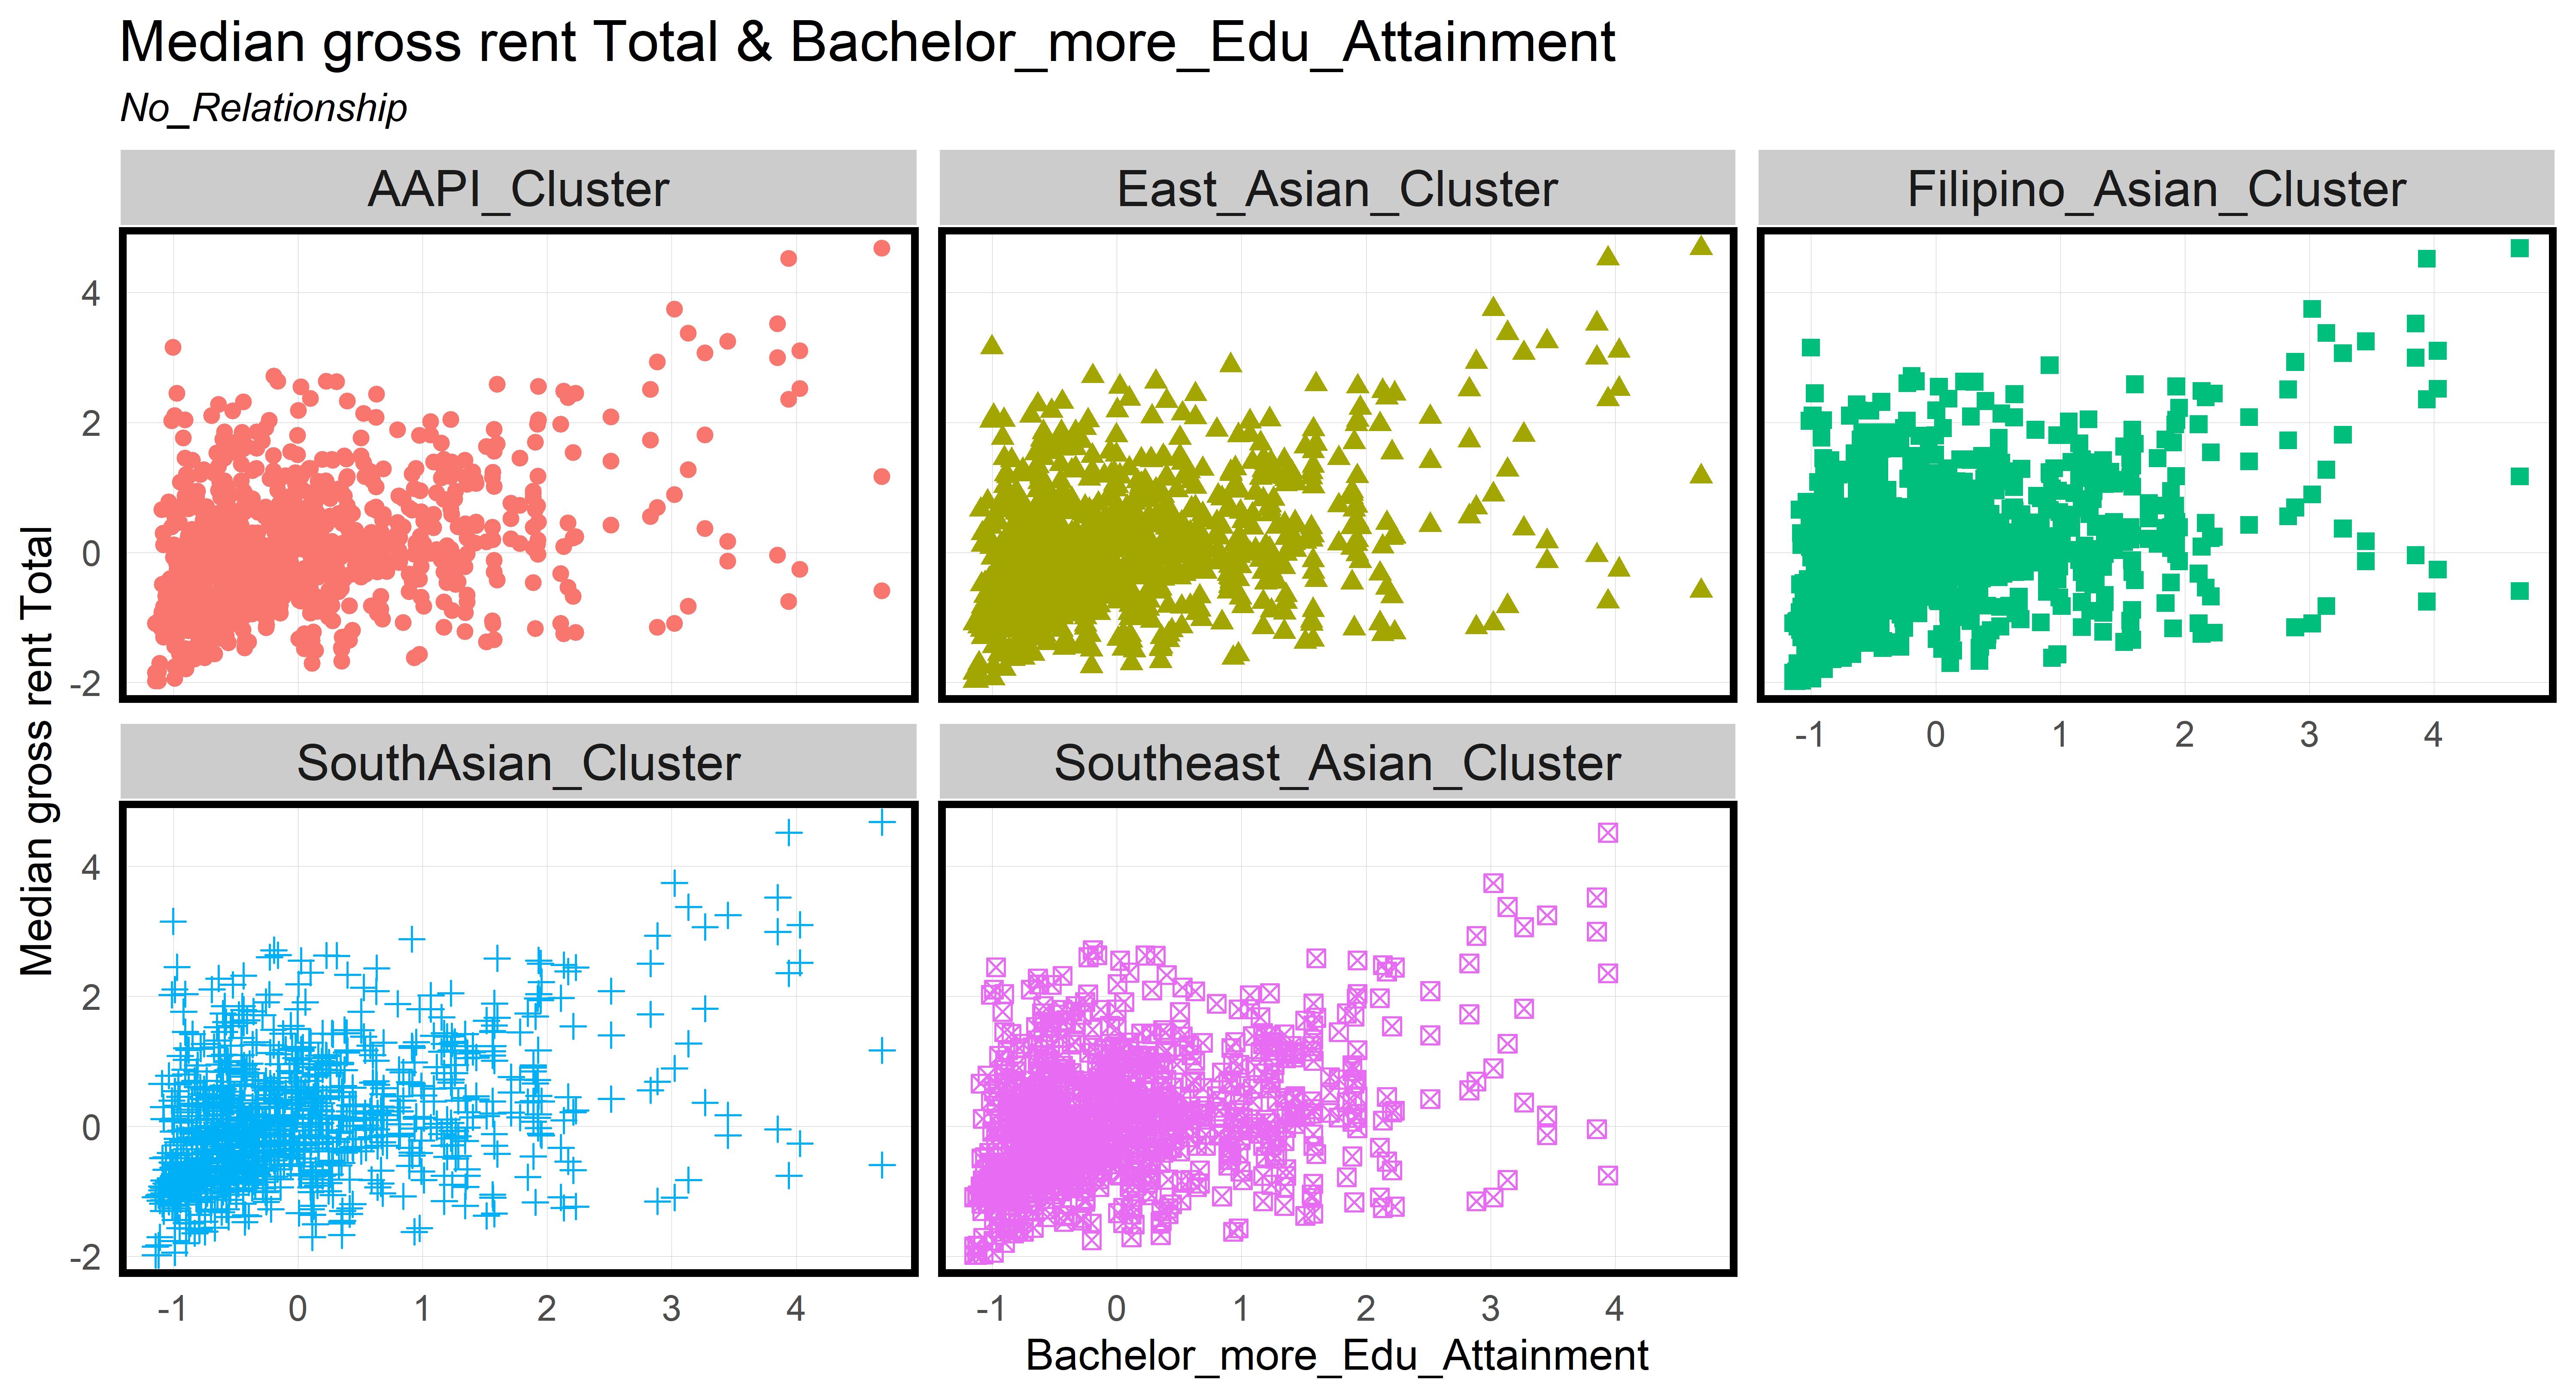 Median gross rent Total & Bachelor_more_Edu_Attainment
No_Relationship
AAPI_Cluster
East_Asian_Cluster
Filipino_Asian_Cluster
4
2
0
-2
-1 0 1 2 3 4
SouthAsian_Cluster
Southeast_Asian_Cluster
4
2
0
-2
-1 0 1 2 3 4
-1 0 1 2 3 4
Median gross rent Total
Bachelor_more_Edu_Attainment